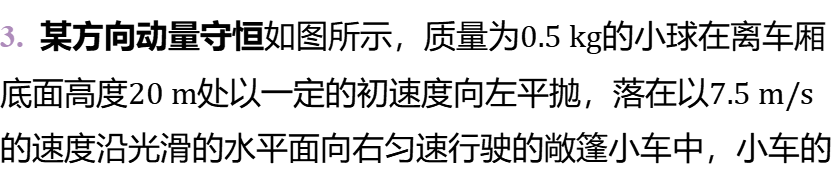 3. 某方向动量守恒如图所示，质量为0.5 kg的小球在离车厢
底面高度20 m处以一定的初速度向左平抛，落在以7.5 m/s
的速度沿光滑的水平面向右匀速行驶的敞篷小车中，小车的